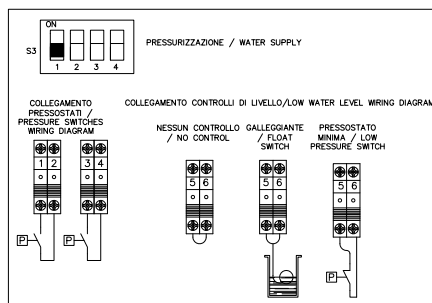 ON
S3
1 2 3 4
PRESSURIZZAZIONE / WATER SUPPLY
COLLEGAMENTO
PRESSOSTATI /
PRESSURE SWITCHES
WIRING DIAGRAM
COLLEGAMENTO CONTROLLI DI LIVELLO/LOW WATER LEVEL WIRING DIAGRAM
NESSUN CONTROLLO
/ NO CONTROL
GALLEGGIANTE
/ FLOAT
SWITCH
PRESSOSTATO
MINIMA / LOW
PRESSURE SWITCH
1 2
3 4
5 6
5 6
5 6
P
P
P